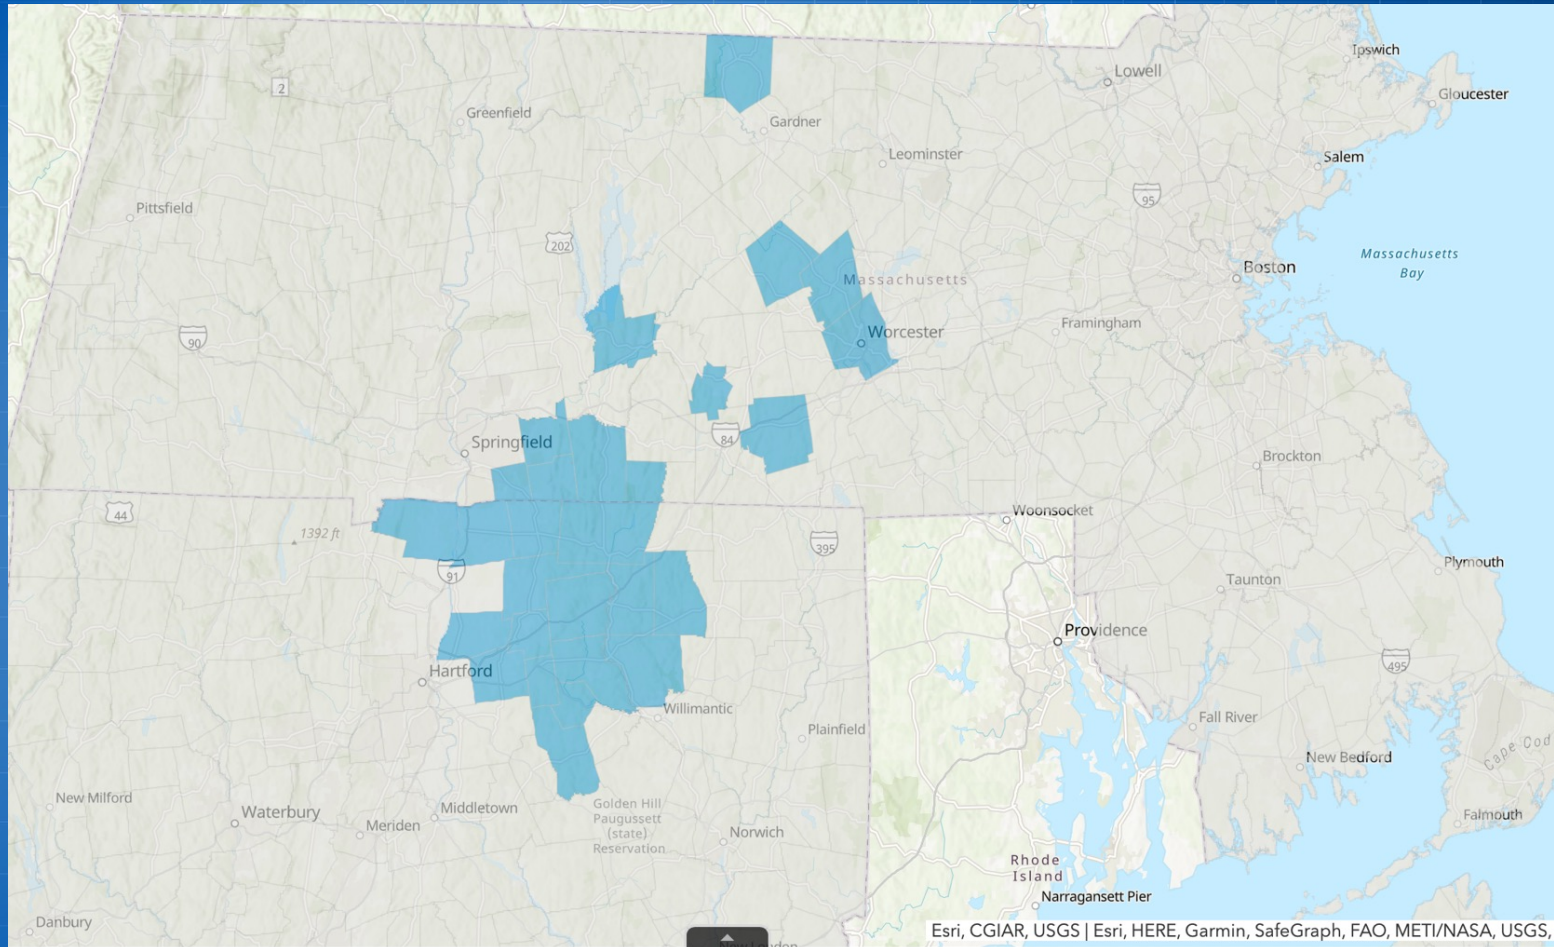 Ipswich
Lowell
2
Gloucester
Greenfield
Gardner
Leominster
Salem
95
Pittsfield
202
Massachusetts
Bay
Boston
Massachusetts
Framingham
Worcester
90
84
Springfield
Brockton
44
Woonsocket
1392 ft
395
91
Plymouth
Taunton
Providence
495
Hartford
Willimantic
Fall River
Plainfield
Cape Cod
New Bedford
New Milford
Middletown
Golden Hill
Paugussett
(state)
Reservation
Waterbury
Meriden
Norwich
Falmouth
Rhode
Island
Narragansett Pier
Danbury
Esri, CGIAR, USGS | Esri, HERE, Garmin, SafeGraph, FAO, METI/NASA, USGS,